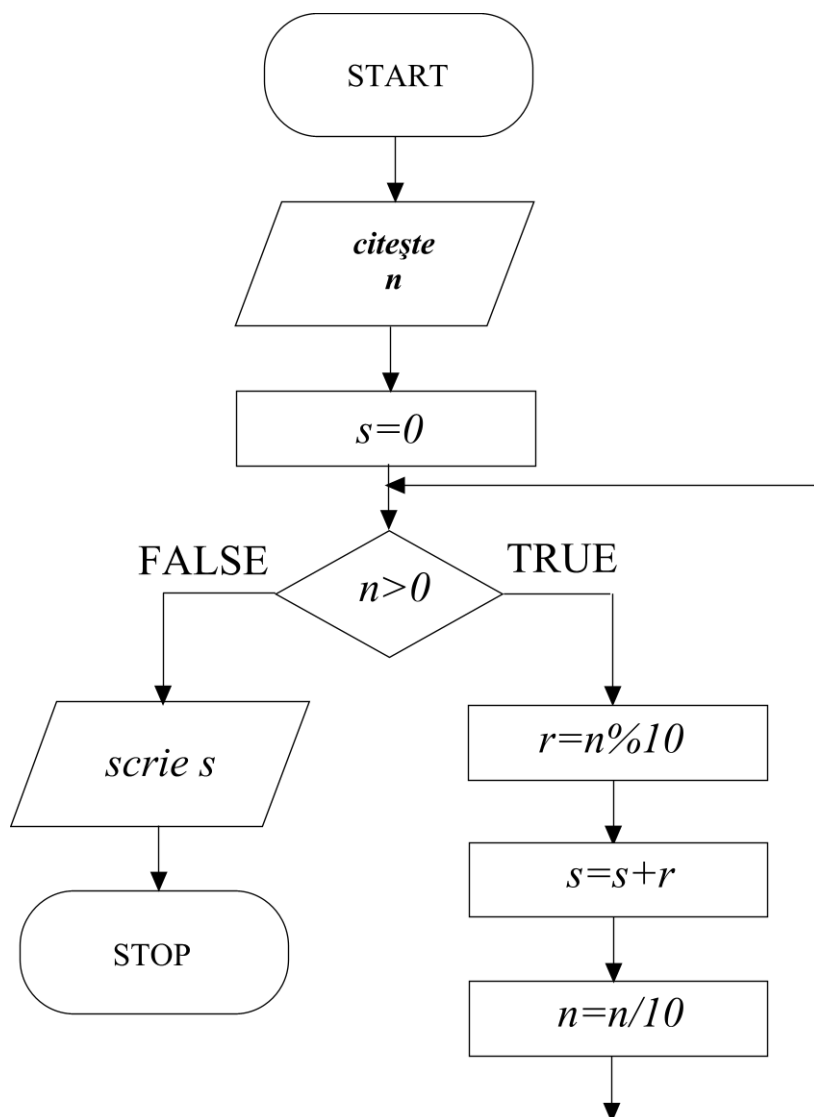 START
citeşte
n
s=0
FALSE
TRUE
n>0
scrie s
r=n%10
s=s+r
STOP
n=n/10